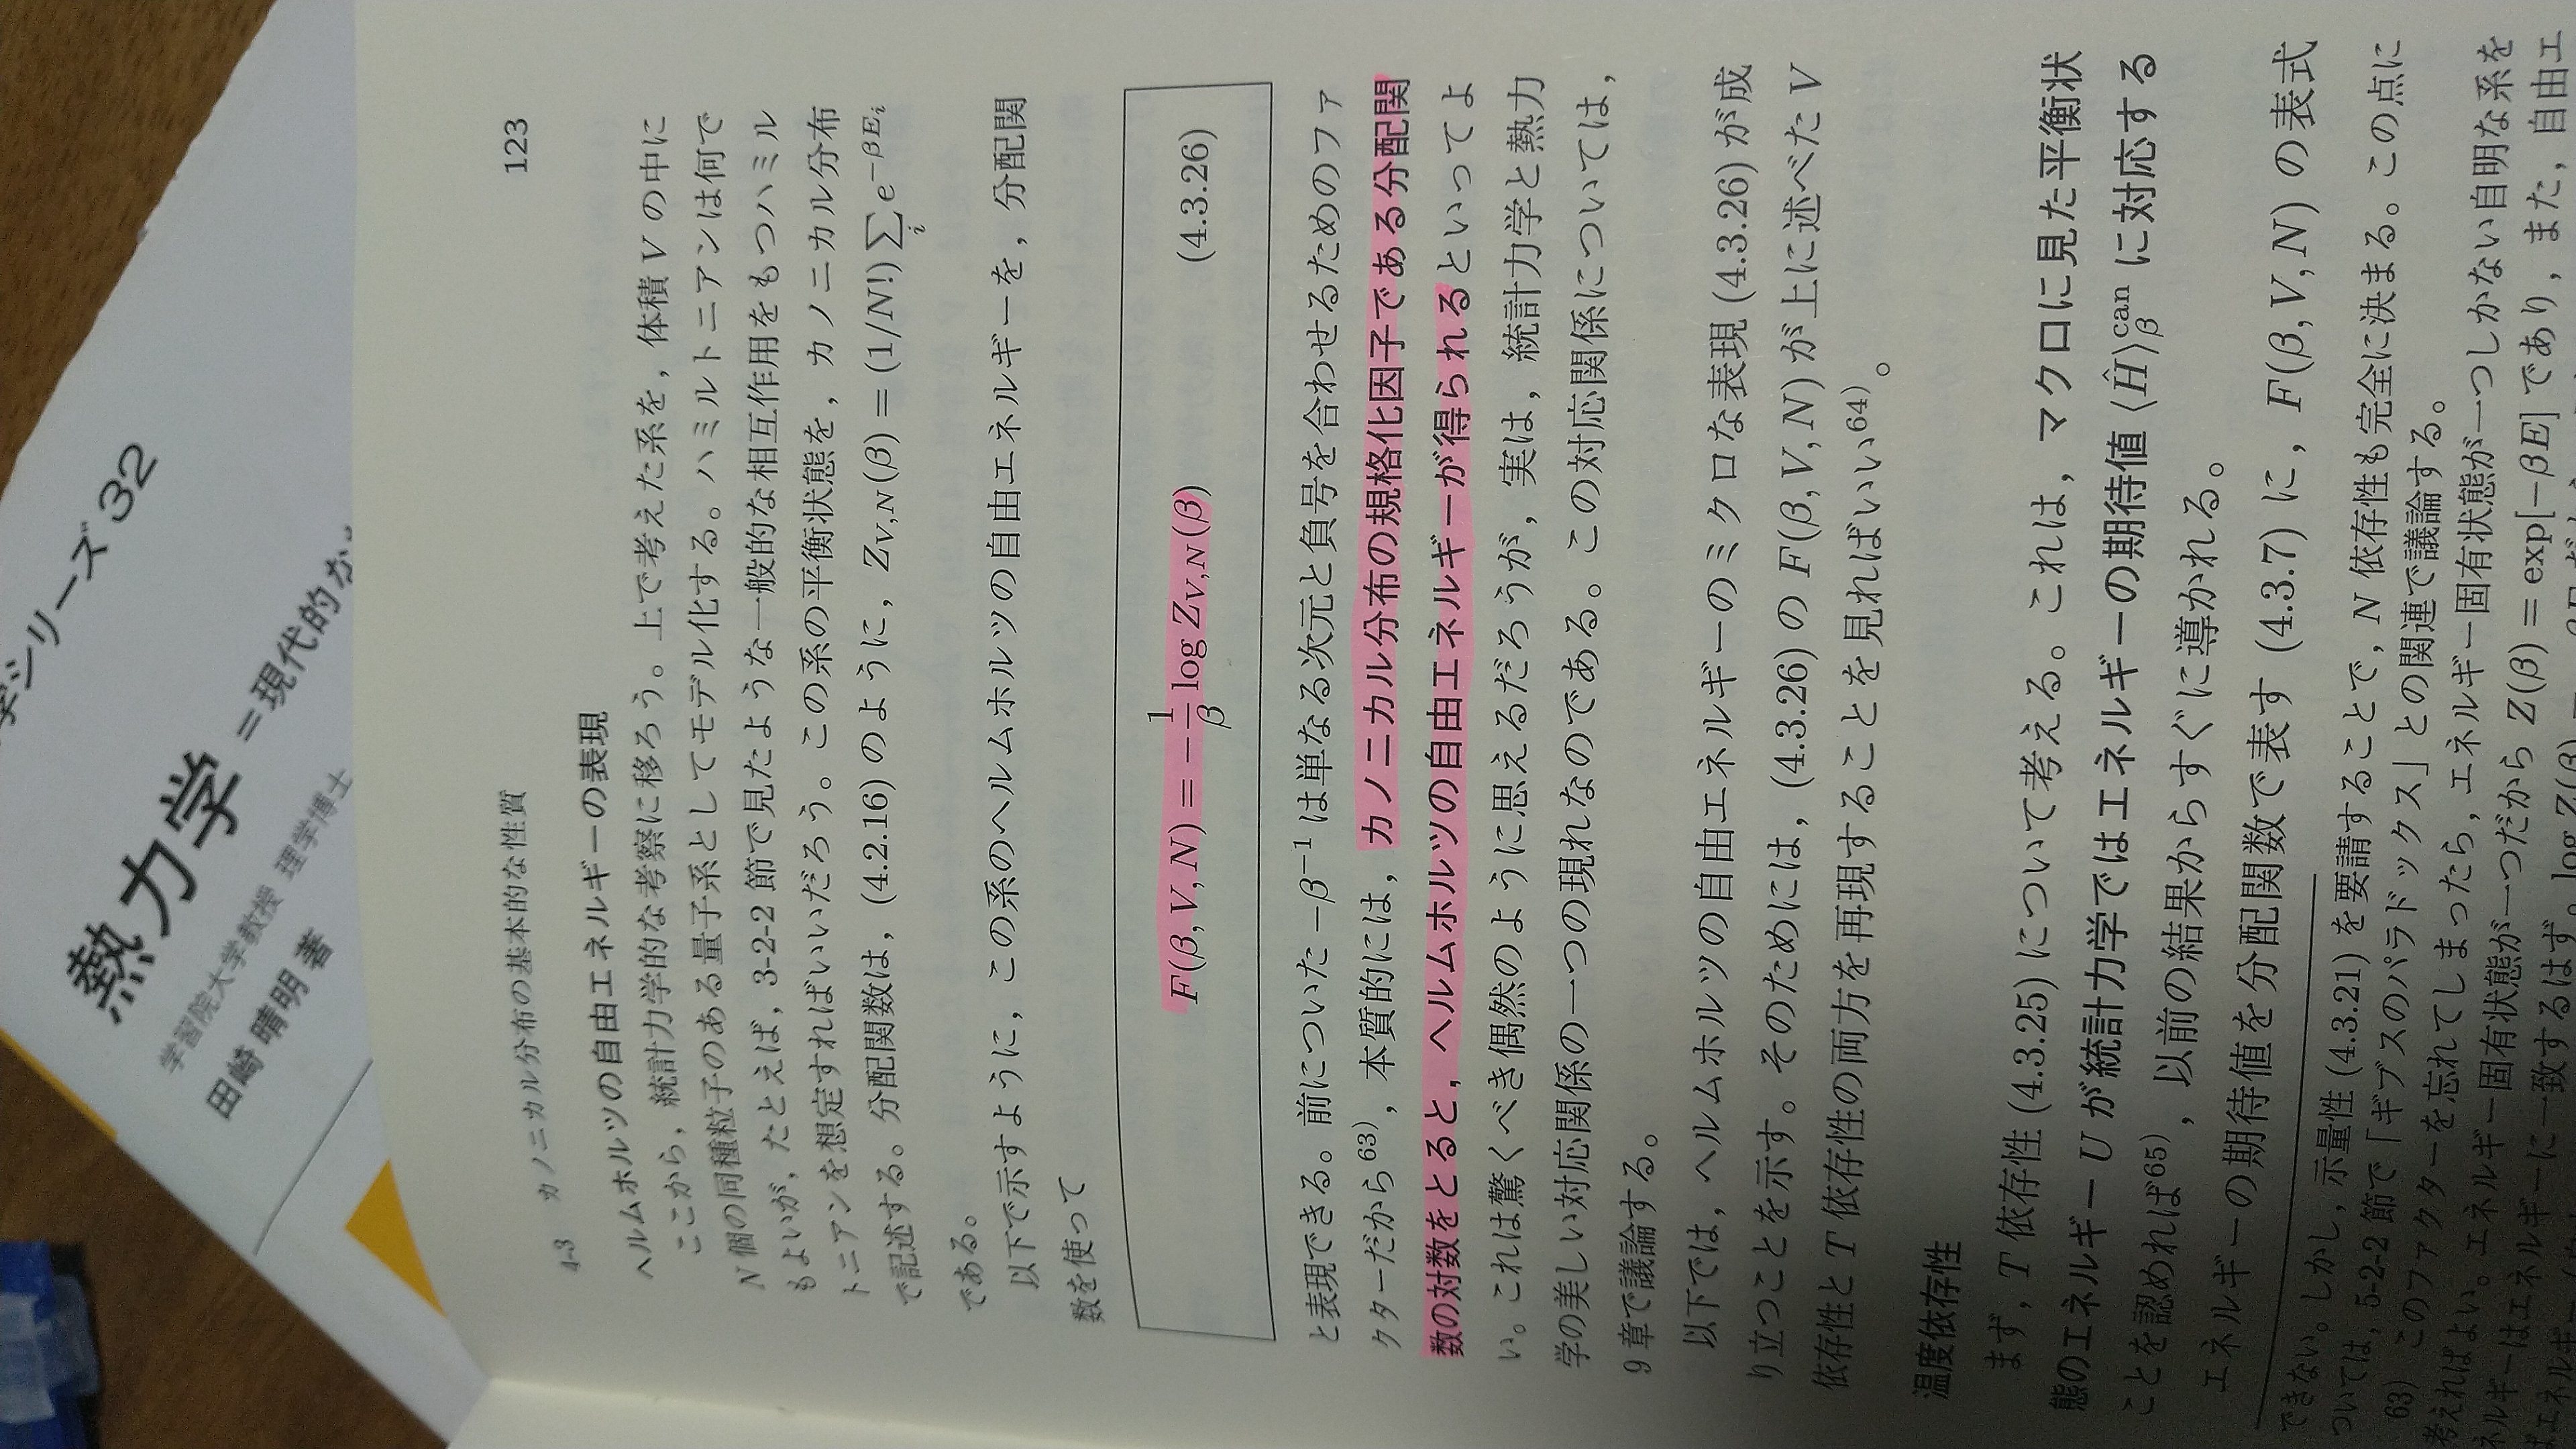 学シリーズ 32
熱力学 =現代的な
学習院大学教授 理学博士
田崎 晴明 著
4-3 カノニカル分布の基本的な性質 123
ヘルムホルツの自由エネルギーの表現
ここから，統計力学的な考察に移ろう。上で考えた系を，体積 V の中に
N 個の同種粒子のある量子系としてモデル化する。ハミルトニアンは何で
もよいが，たとえば，3-2-2 節で見たような一般的な相互作用をもつハミル
トニアンを想定すればいいだろう。この系の平衡状態を，カノニカル分布
で記述する。分配関数は，(4.2.16) のように，Z_{V,N}(β) = (1/N!) ∑_i e^{−βE_i}
である。
以下で示すように，この系のヘルムホルツの自由エネルギーを，分配関
数を使って
F(β, V, N) = −1/β log Z_{V,N}(β) (4.3.26)
と表現できる。前についた −β⁻¹ は単なる次元と負号を合わせるためのファ
クターだから⁶³⁾，本質的には，カノニカル分布の規格化因子である分配関
数の対数をとると，ヘルムホルツの自由エネルギーが得られるといってよ
い。これは驚くべき偶然のように思えるだろうが，実は，統計力学と熱力
学の美しい対応関係の一つの現れなのである。この対応関係については，
9 章で議論する。
以下では，ヘルムホルツの自由エネルギーのミクロな表現 (4.3.26) が成
り立つことを示す。そのためには，(4.3.26) の F(β, V, N) が上に述べた V
依存性と T 依存性の両方を再現することを見ればいい⁶⁴⁾。
温度依存性
まず，T 依存性 (4.3.25) について考える。これは，マクロに見た平衡状
態のエネルギー U が統計力学ではエネルギーの期待値 ⟨Ĥ⟩_β^can に対応する
ことを認めれば⁶⁵⁾，以前の結果からすぐに導かれる。
エネルギーの期待値を分配関数で表す (4.3.7) に，F(β, V, N) の表式
できない。しかし，示量性 (4.3.21) を要請することで，N 依存性も完全に決まる。この点に
ついては，5-2-2 節で「ギブスのパラドックス」との関連で議論する。
63) このファクターを忘れてしまったら，エネルギー固有状態が一つしかない自明な系を
考えればよい。エネルギー固有状態が一つだから Z(β) = exp[−βE] であり，また，自由エ
ネルギーはエネルギーに一致するはず。log Z(β) = −βE だから